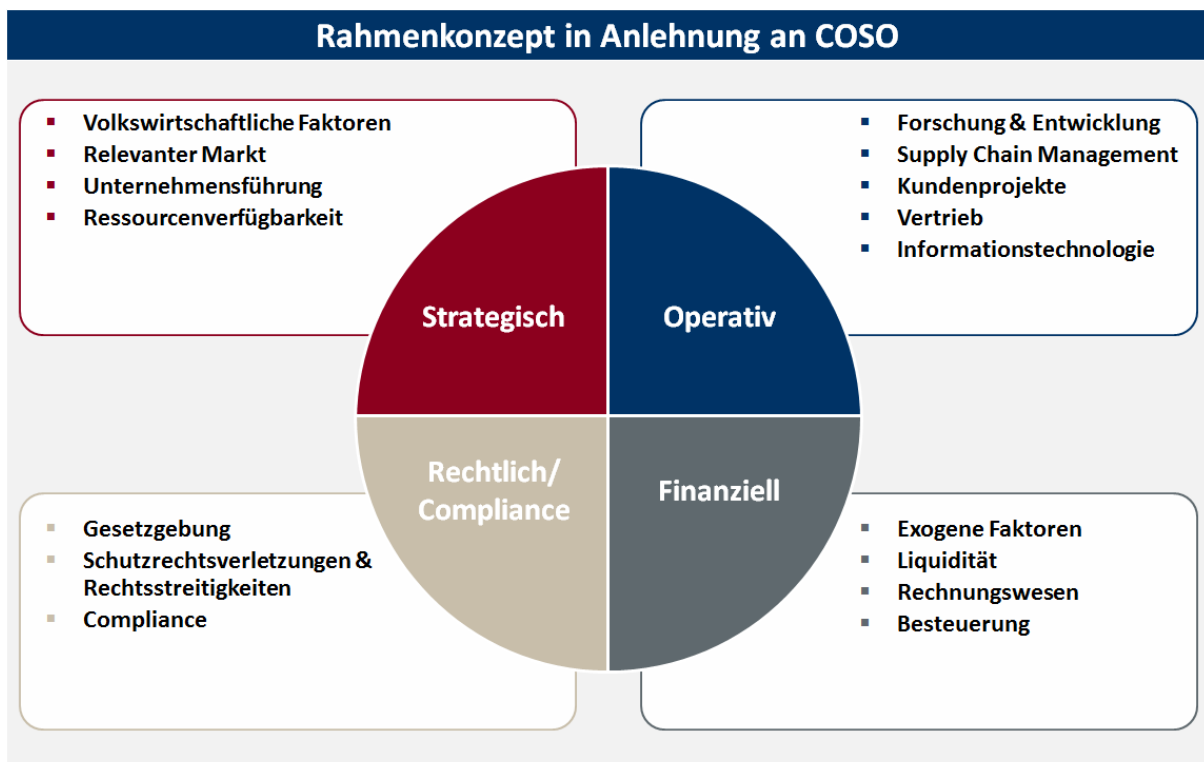 Rahmenkonzept in Anlehnung an COSO
Volkswirtschaftliche Faktoren
Relevanter Markt
Unternehmensführung
Ressourcenverfügbarkeit
Forschung & Entwicklung
Supply Chain Management
Kundenprojekte
Vertrieb
Informationstechnologie
Strategisch
Operativ
Rechtlich/
Compliance
Finanziell
Gesetzgebung
Schutzrechtsverletzungen &
Rechtsstreitigkeiten
Compliance
Exogene Faktoren
Liquidität
Rechnungswesen
Besteuerung